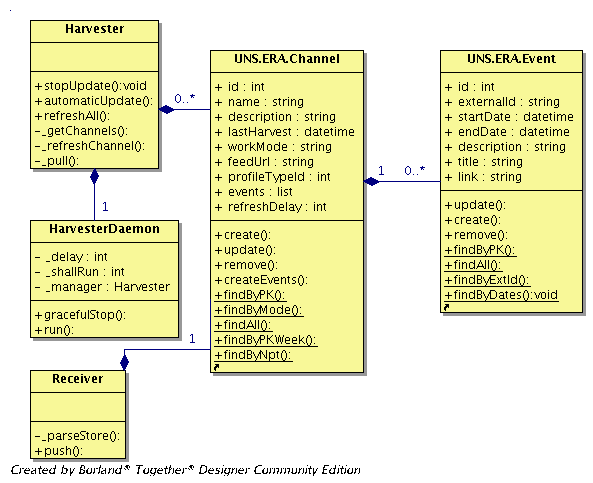 Harvester
+ stopUpdate():void
+ automaticUpdate():
+ refreshAll():
- _getChannels():
- _refreshChannel():
- _pull():
0..*
1
HarvesterDaemon
- _delay : int
- _shallRun : int
- _manager : Harvester
+ gracefulStop():
+ run():
1
Receiver
- _parseStore():
+ push():
UNS.ERA.Channel
+ id : int
+ name : string
+ description : string
+ lastHarvest : datetime
+ workMode : string
+ feedUrl : string
+ profileTypeId : int
+ events : list
+ refreshDelay : int
+ create():
+ update():
+ remove():
+ createEvents():
+ findByPK():
+ findByMode():
+ findAll():
+ findByPKWeek():
+ findByNpt():
1 0..*
UNS.ERA.Event
+ id : int
+ externalId : string
+ startDate : datetime
+ endDate : datetime
+ description : string
+ title : string
+ link : string
+ update():
+ create():
+ remove():
+ findByPK():
+ findAll():
+ findByExtId():
+ findByDates():void
Created by Borland® Together® Designer Community Edition